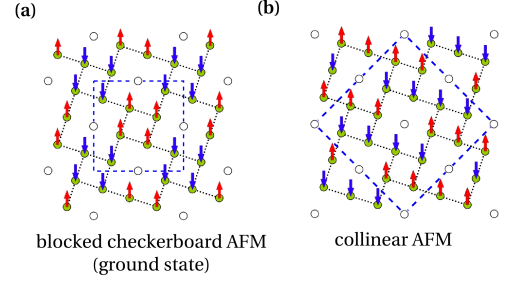 (a)
(b)
blocked checkerboard AFM
(ground state)
collinear AFM